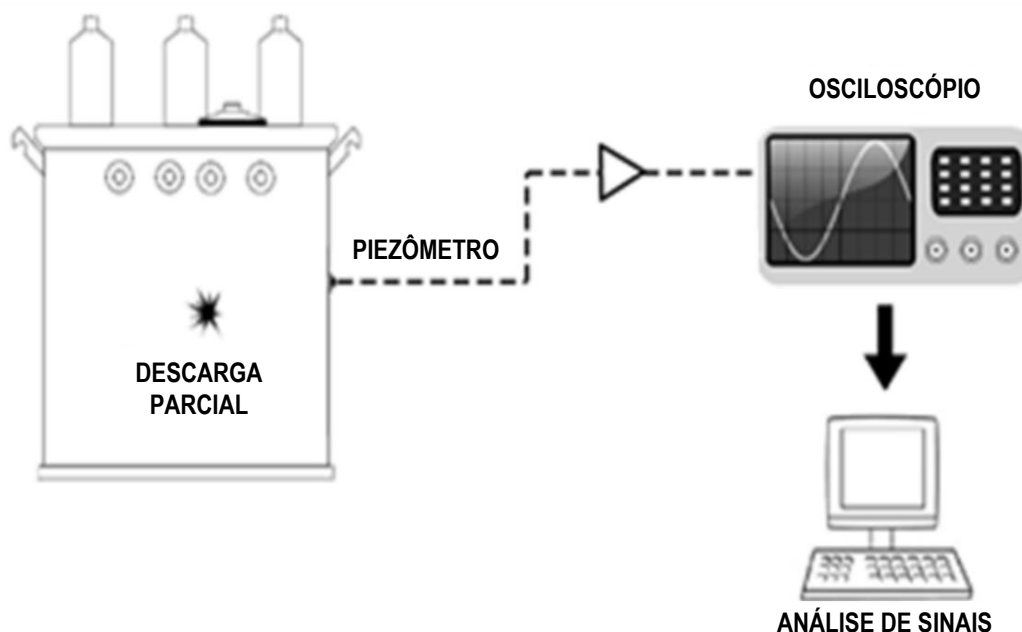 OSCILOSCÓPIO
PIEZÔMETRO
DESCARGA
PARCIAL
ANÁLISE DE SINAIS